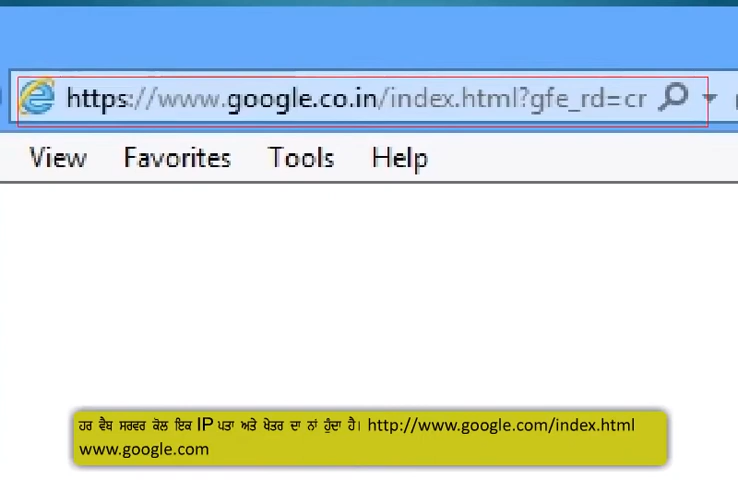 https://www.google.co.in/index.html?gfe_rd=cr
View Favorites Tools Help
ਹਰ ਵੈਬ ਸਰਵਰ ਕੋਲ ਇਕ IP ਪਤਾ ਅਤੇ ਖੇਤਰ ਦਾ ਨਾਂ ਹੁੰਦਾ ਹੈ। http://www.google.com/index.html
www.google.com